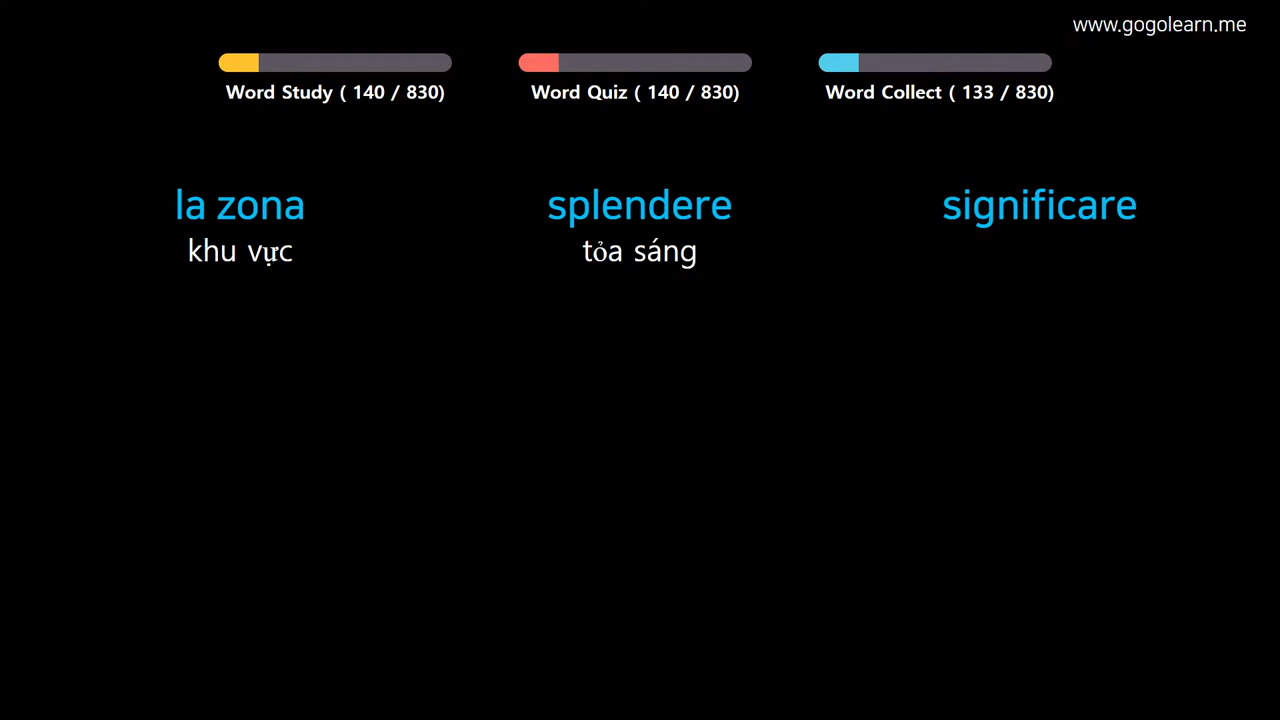 www.gogolearn.me
Word Study ( 140 / 830)
Word Quiz ( 140 / 830)
Word Collect ( 133 / 830)
la zona
khu vực
splendere
tỏa sáng
significare